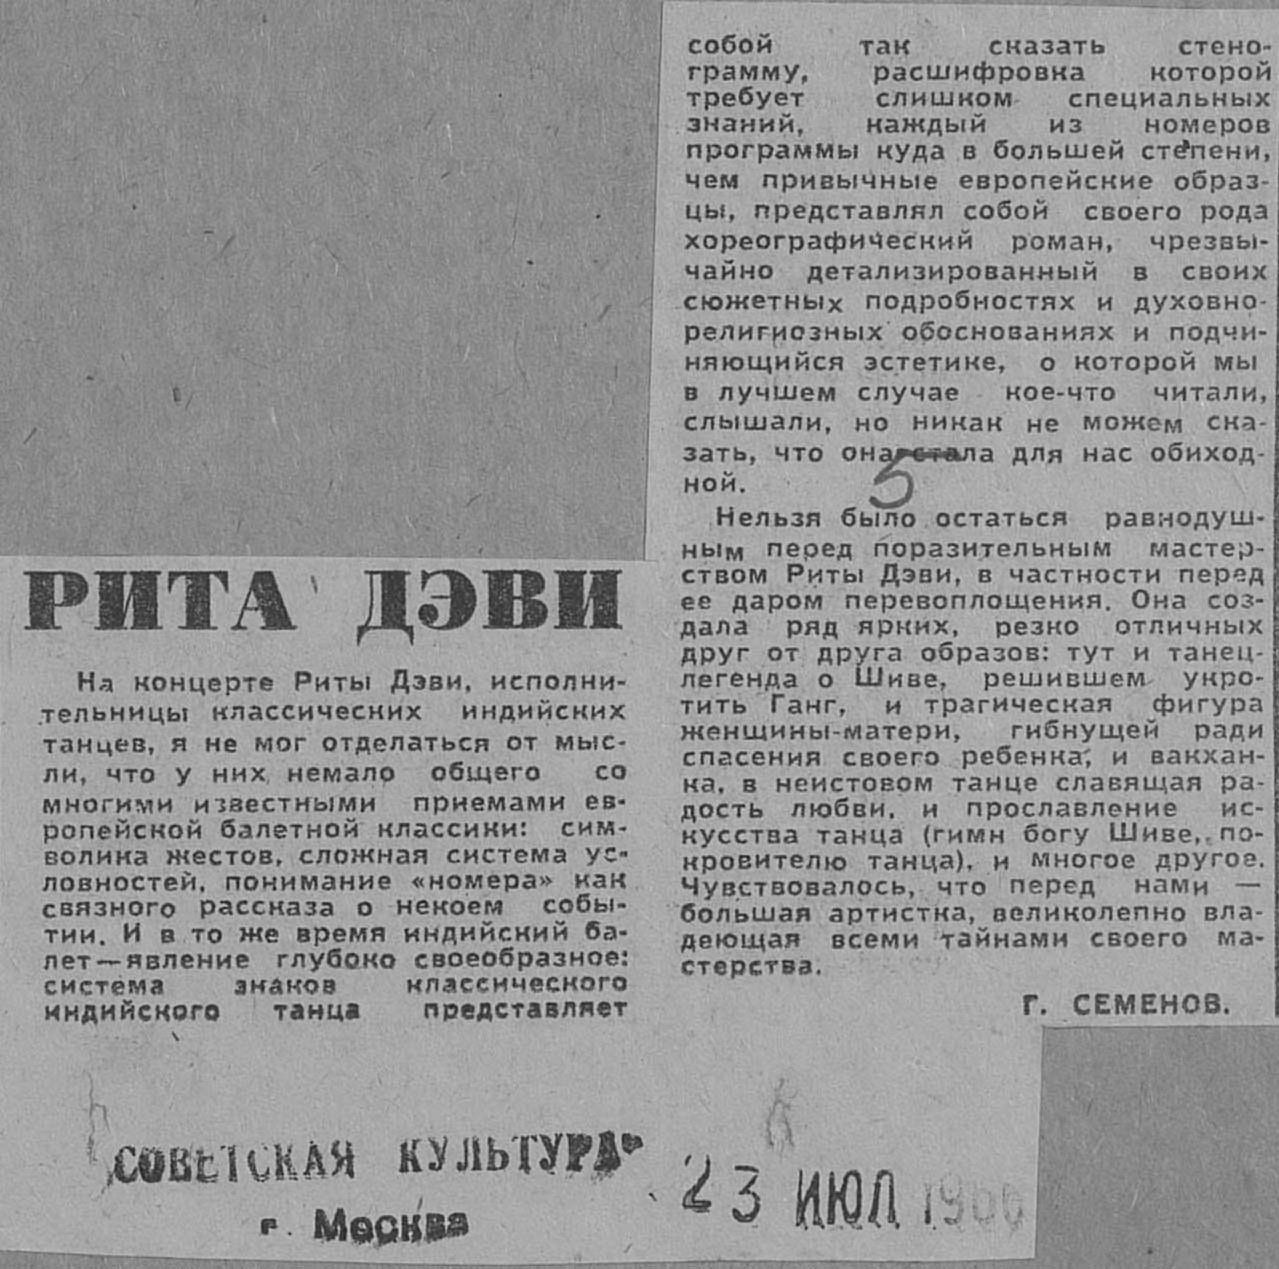 РИТА ДЭВИ
На концерте Риты Дэви, исполни-
тельницы классических индийских
танцев, я не мог отделаться от мыс-
ли, что у них немало общего со
многими известными приемами ев-
ропейской балетной классики: сим-
волика жестов, сложная система ус-
ловностей, понимание «номера» как
связного рассказа о некоем собы-
тии. И в то же время индийский ба-
лет—явление глубоко своеобразное:
система знаков классического
индийского танца представляет
собой так сказать стено-
грамму, расшифровка которой
требует слишком специальных
знаний, каждый из номеров
программы куда в большей степени,
чем привычные европейские образ-
цы, представлял собой своего рода
хореографический роман, чрезвы-
чайно детализированный в своих
сюжетных подробностях и духовно-
религиозных обоснованиях и подчи-
няющийся эстетике, о которой мы
в лучшем случае кое-что читали,
слышали, но никак не можем ска-
зать, что она стала для нас обиход-
ной.
5
Нельзя было остаться равнодуш-
ным перед поразительным мастер-
ством Риты Дэви, в частности перед
ее даром перевоплощения. Она соз-
дала ряд ярких, резко отличных
друг от друга образов: тут и танец-
легенда о Шиве, решившем укро-
тить Ганг, и трагическая фигура
женщины-матери, гибнущей ради
спасения своего ребенка, и вакхан-
ка, в неистовом танце славящая ра-
дость любви, и прославление ис-
кусства танца (гимн богу Шиве, по-
кровителю танца), и многое другое.
Чувствовалось, что перед нами —
большая артистка, великолепно вла-
деющая всеми тайнами своего ма-
стерства.
Г. СЕМЕНОВ.
СОВЕТСКАЯ КУЛЬТУРА
г. Москва
23 ИЮЛ